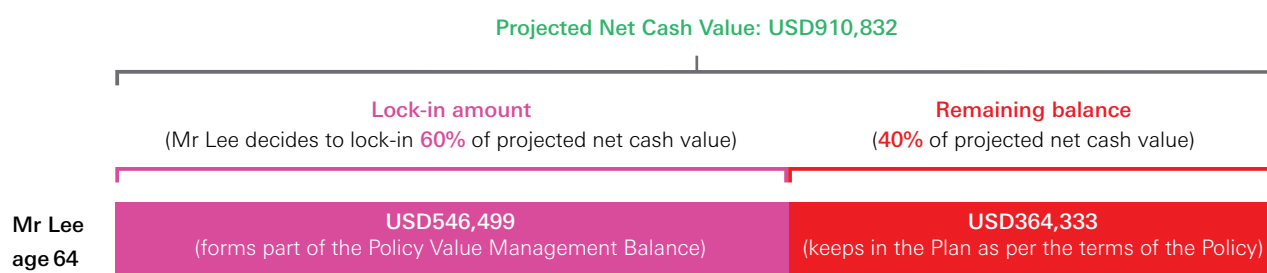 Projected Net Cash Value: USD910,832
Lock-in amount
(Mr Lee decides to lock-in 60% of projected net cash value)
Remaining balance
(40% of projected net cash value)
Mr Lee
age 64
USD546,499
(forms part of the Policy Value Management Balance)
USD364,333
(keeps in the Plan as per the terms of the Policy)